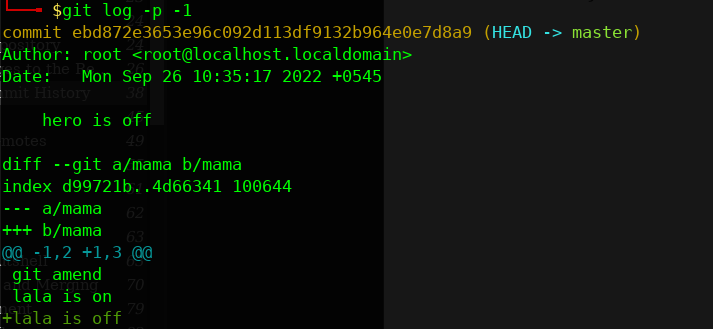 $git log -p -1
commit ebd872e3653e96c092d113df9132b964e0e7d8a9 (HEAD -> master)
Author: root <root@localhost.localdomain>
Date:   Mon Sep 26 10:35:17 2022 +0545
    hero is off
diff --git a/mama b/mama
index d99721b..4d66341 100644
--- a/mama
+++ b/mama
@@ -1,2 +1,3 @@
 git amend
 lala is on
+lala is off